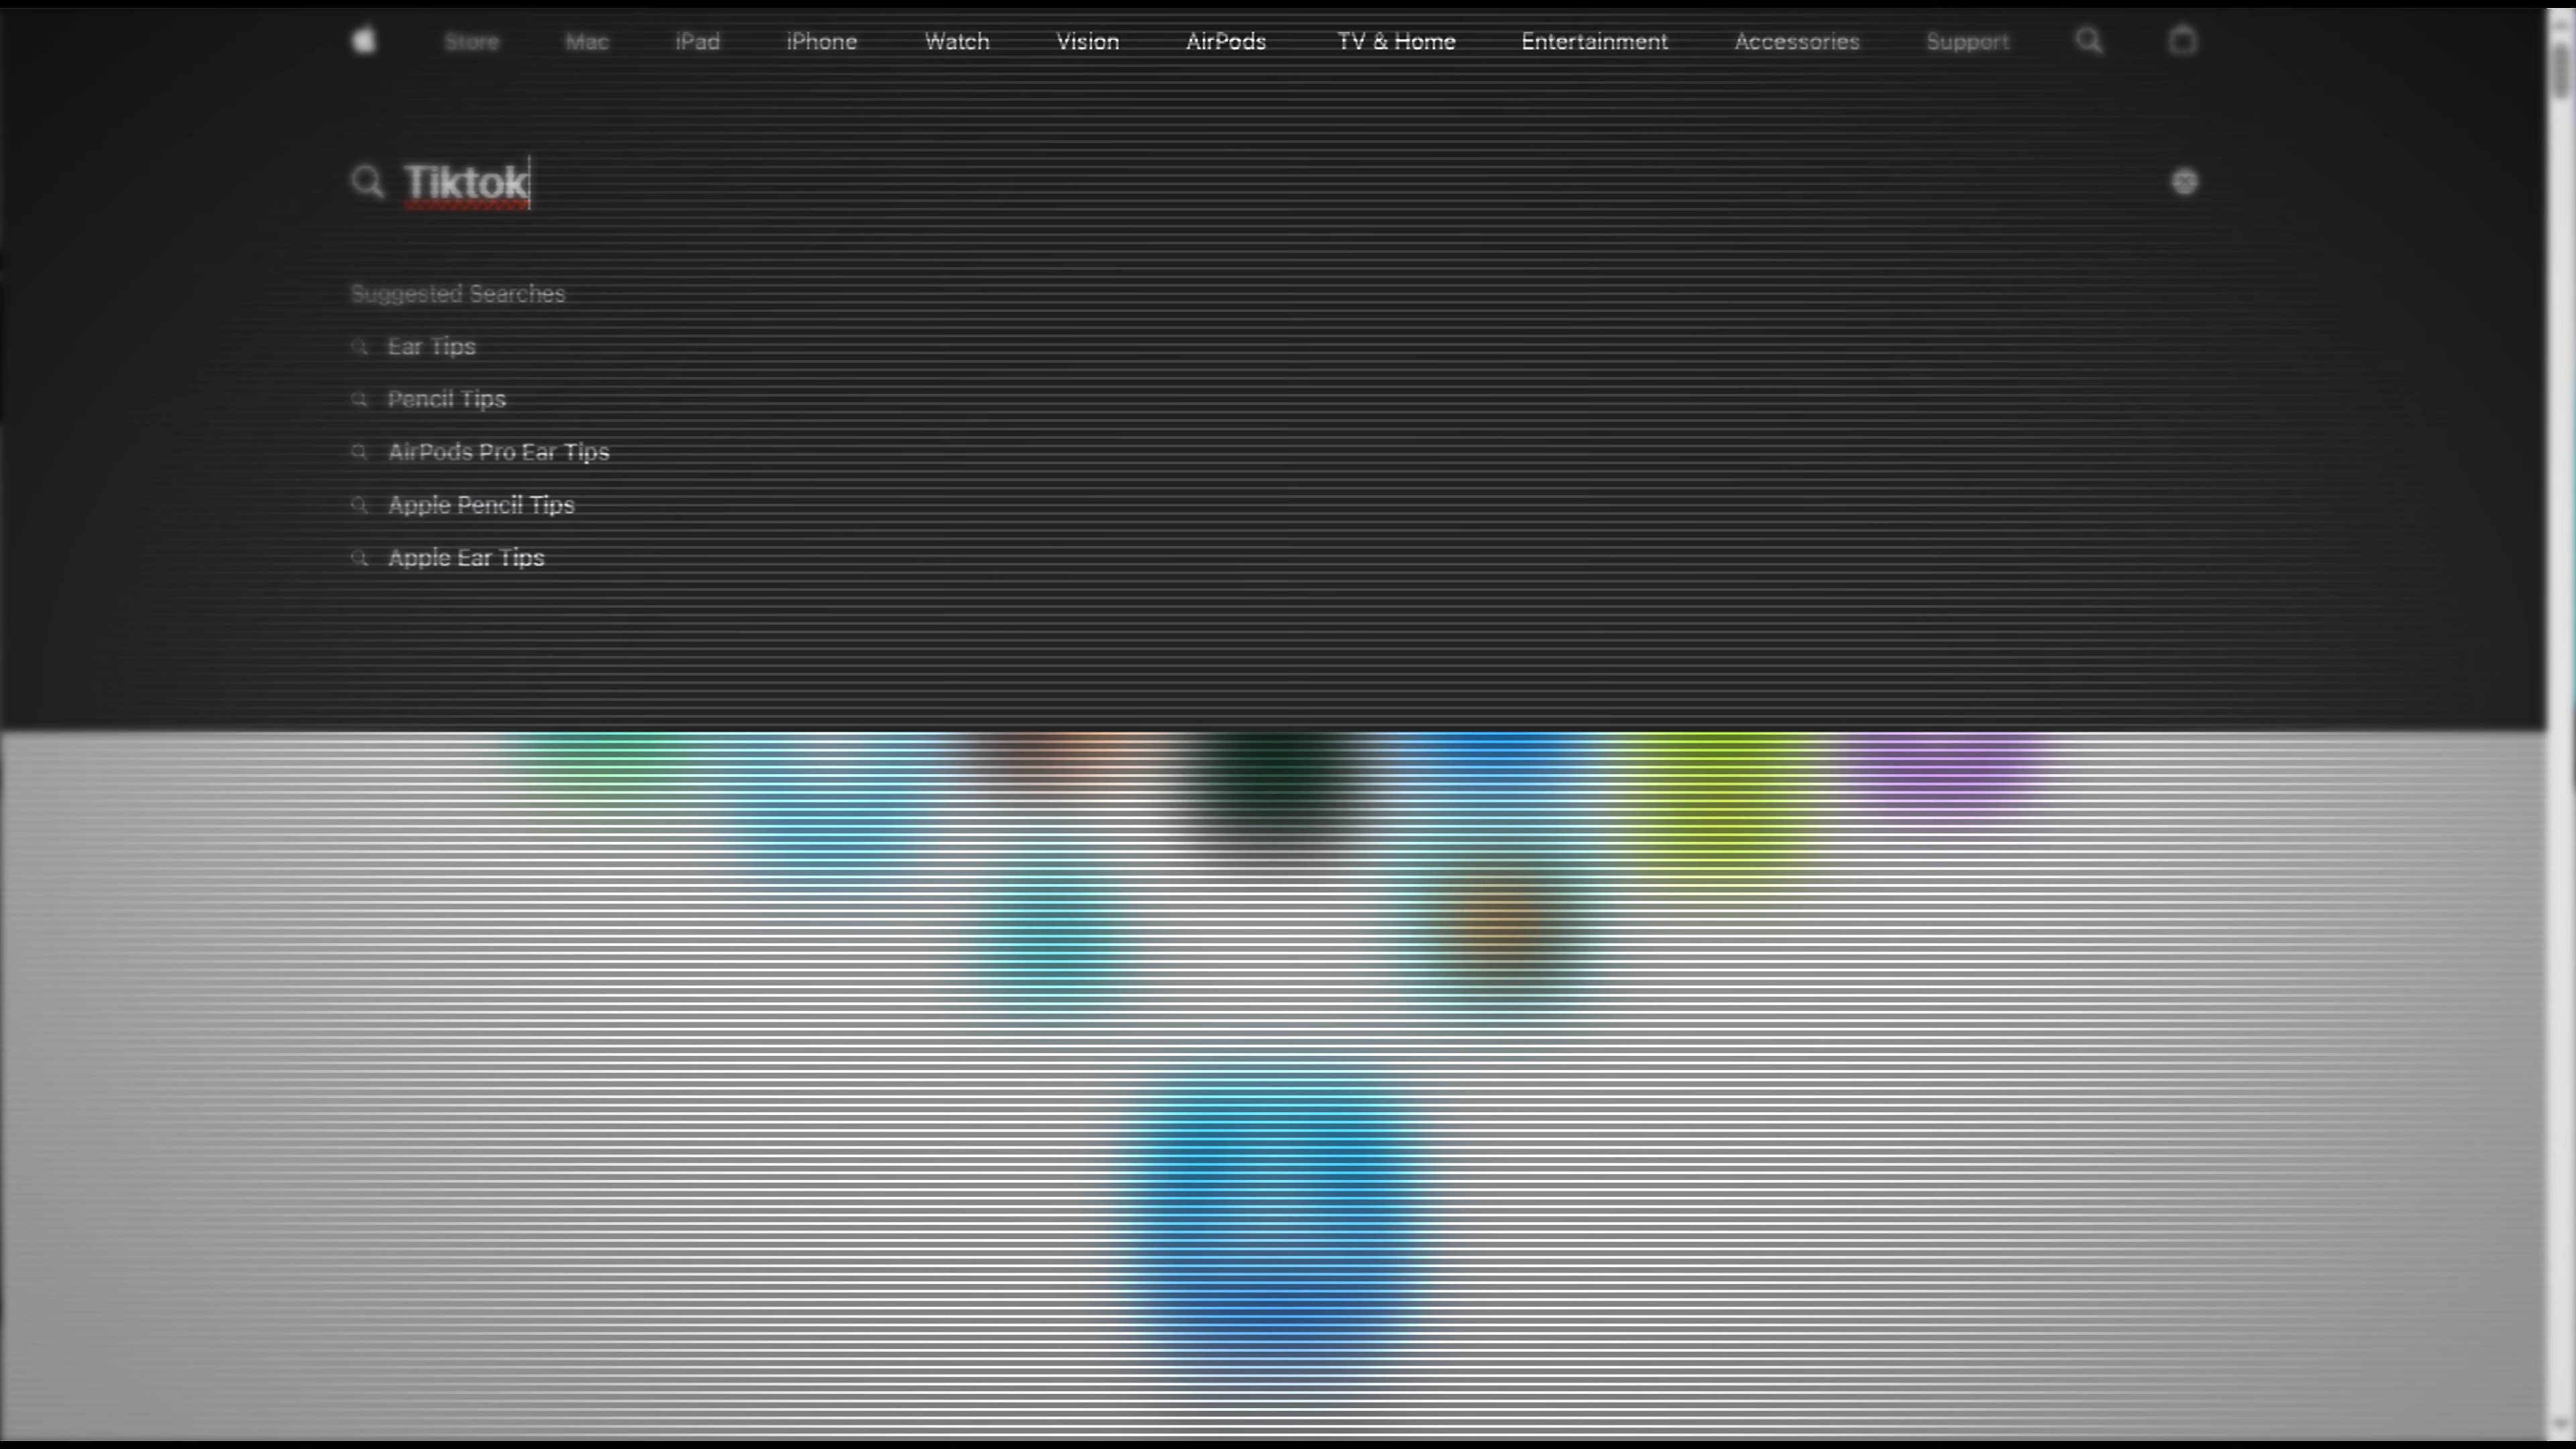 Store Mac iPad iPhone Watch Vision AirPods TV & Home Entertainment Accessories Support
Tiktok
Suggested Searches
Ear Tips
Pencil Tips
AirPods Pro Ear Tips
Apple Pencil Tips
Apple Ear Tips